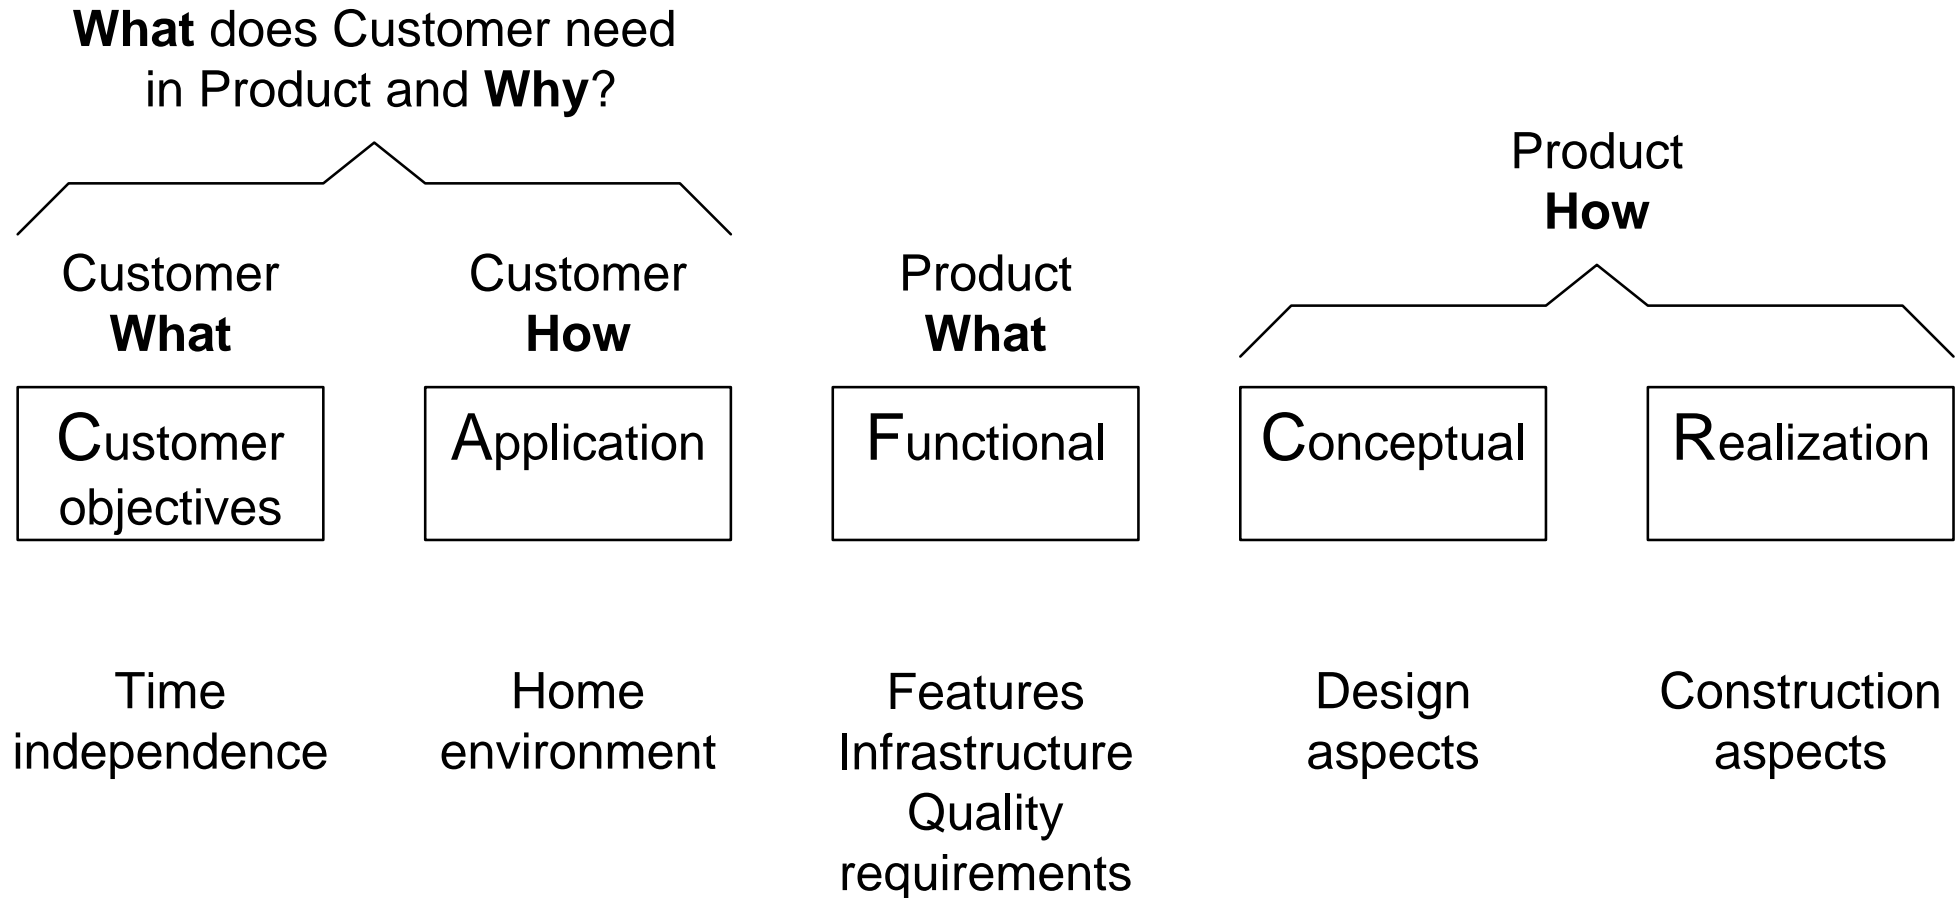 What does Customer need
in Product and Why?
Product
How
Customer
What
Customer
How
Product
What
Customer
objectives
Application
Functional
Conceptual
Realization
Time
independence
Home
environment
Features
Infrastructure
Quality
requirements
Design
aspects
Construction
aspects